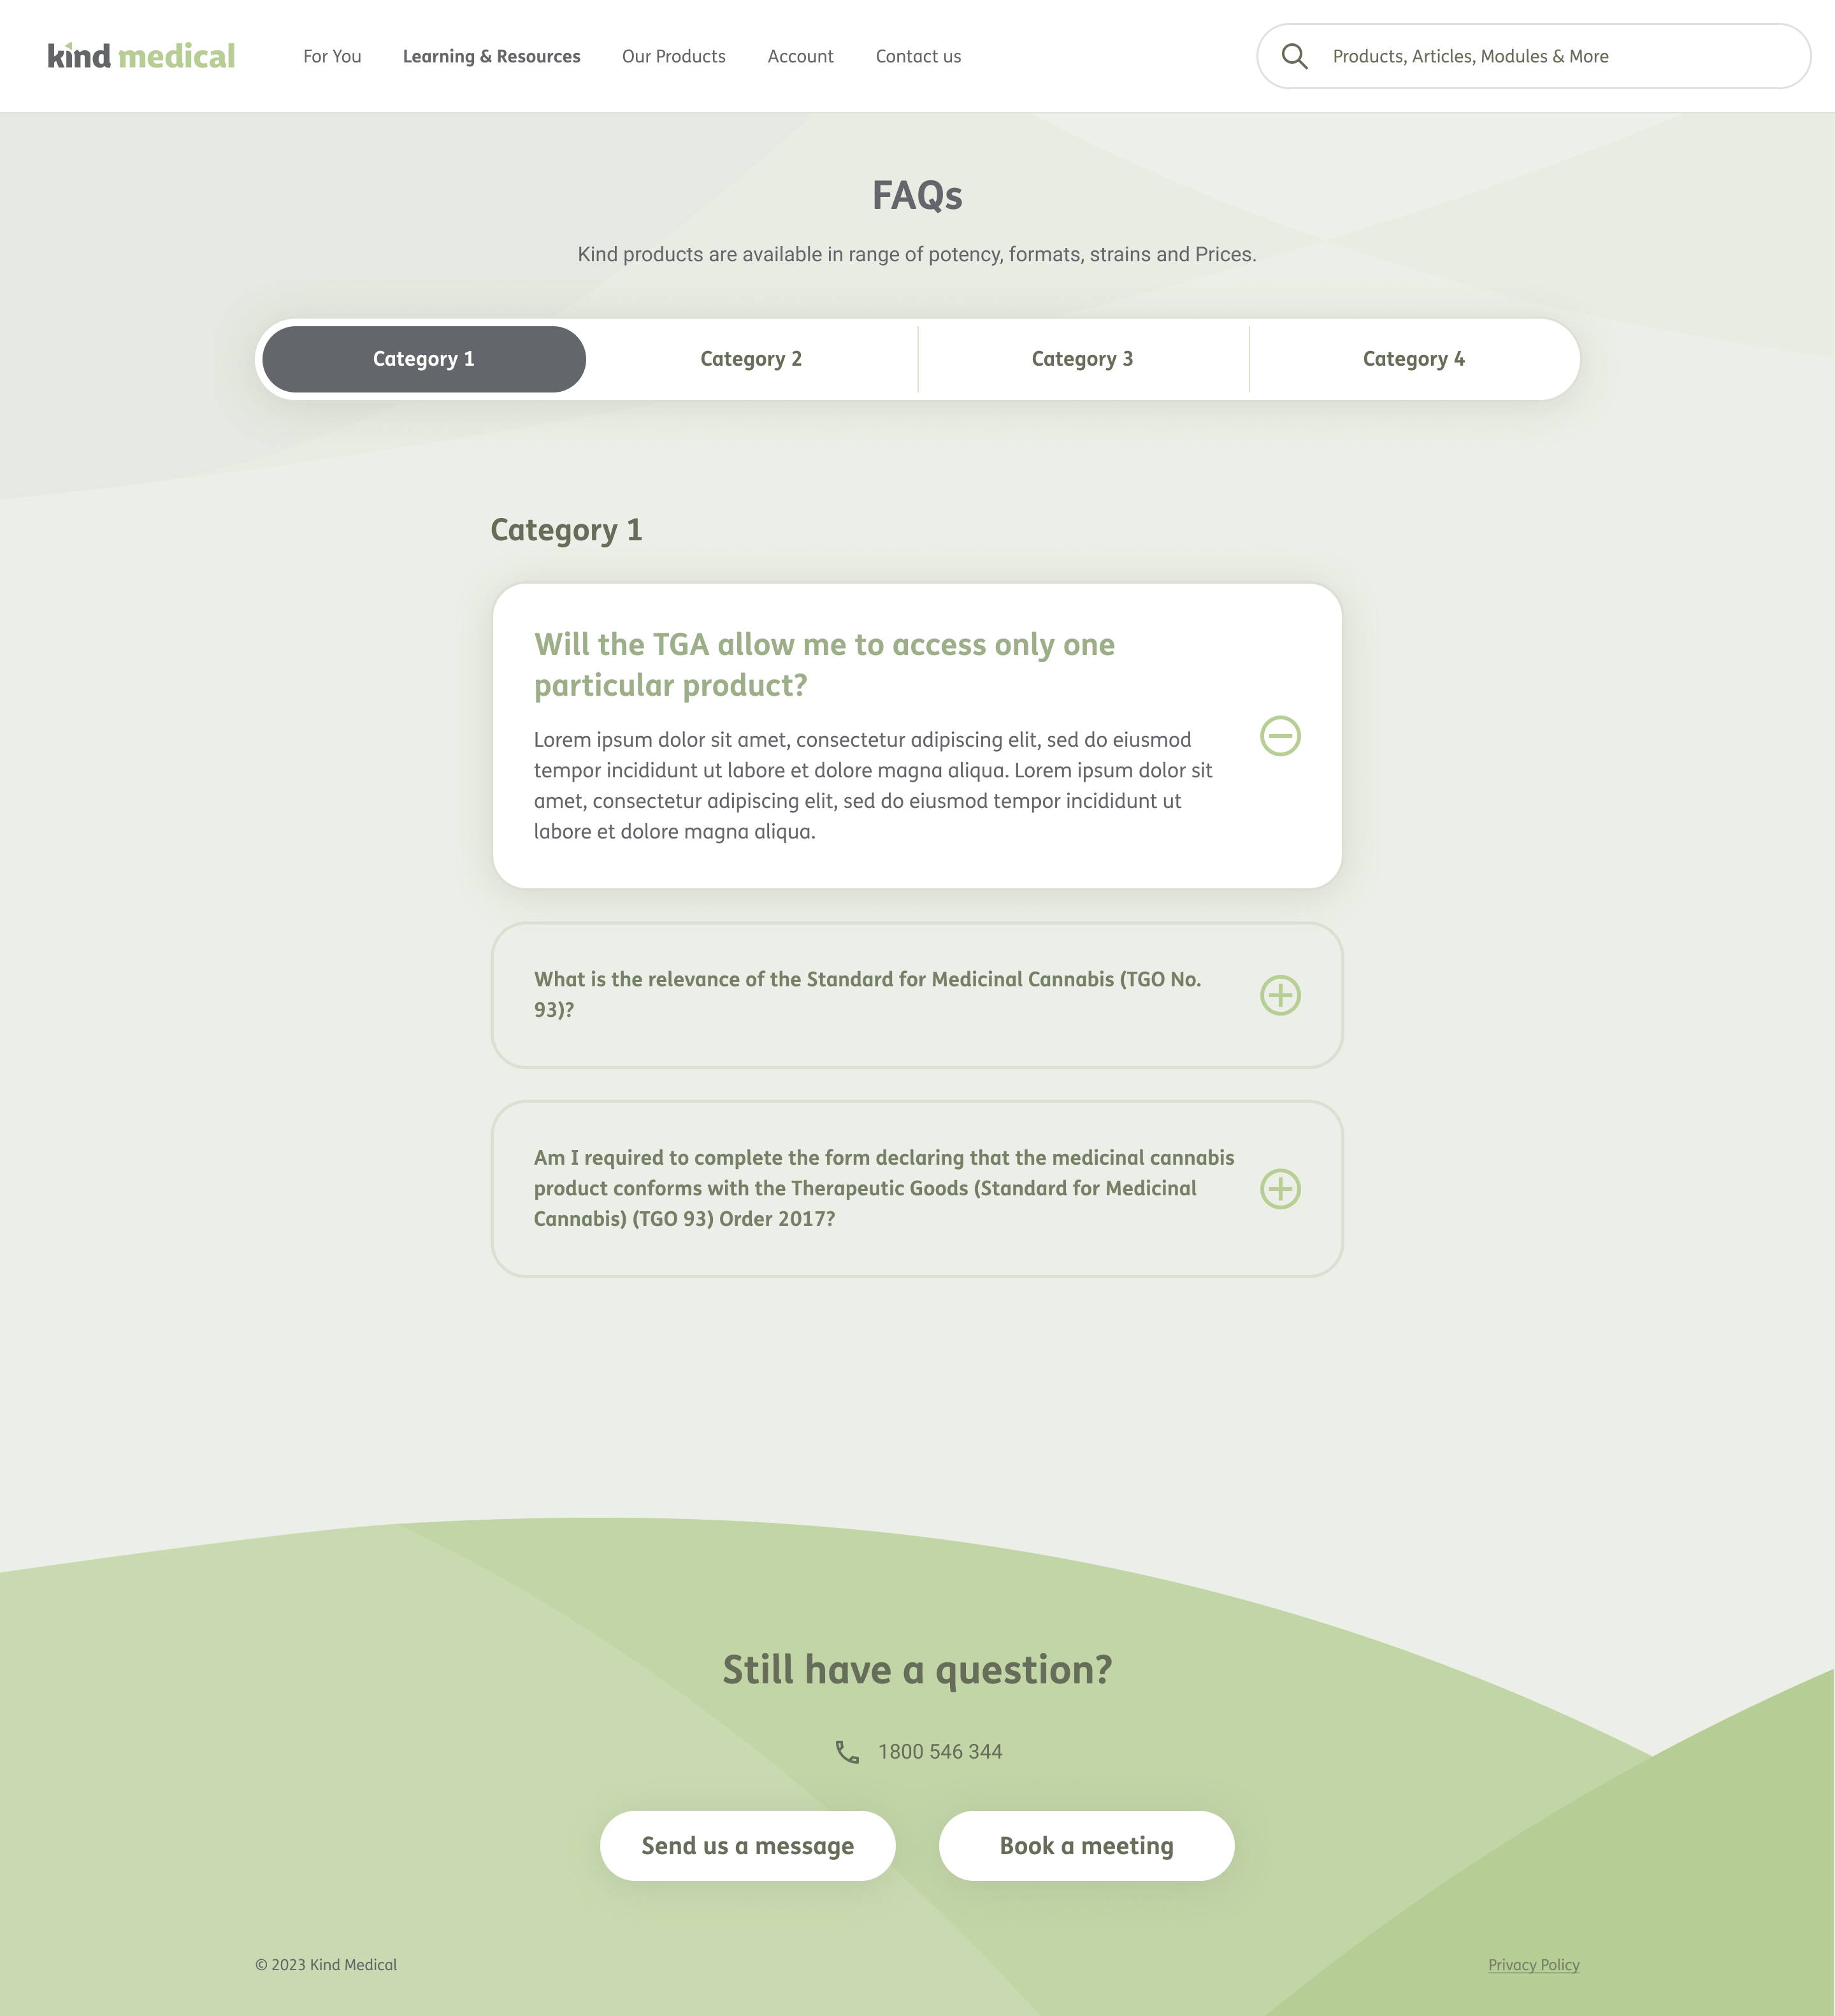 kind medical
For You
Learning & Resources
Our Products
Account
Contact us
Products, Articles, Modules & More
FAQs
Kind products are available in range of potency, formats, strains and Prices.
Category 1
Category 2
Category 3
Category 4
Category 1
Will the TGA allow me to access only one
particular product?
Lorem ipsum dolor sit amet, consectetur adipiscing elit, sed do eiusmod
tempor incididunt ut labore et dolore magna aliqua. Lorem ipsum dolor sit
amet, consectetur adipiscing elit, sed do eiusmod tempor incididunt ut
labore et dolore magna aliqua.
What is the relevance of the Standard for Medicinal Cannabis (TGO No.
93)?
Am I required to complete the form declaring that the medicinal cannabis
product conforms with the Therapeutic Goods (Standard for Medicinal
Cannabis) (TGO 93) Order 2017?
Still have a question?
1800 546 344
Send us a message
Book a meeting
© 2023 Kind Medical
Privacy Policy